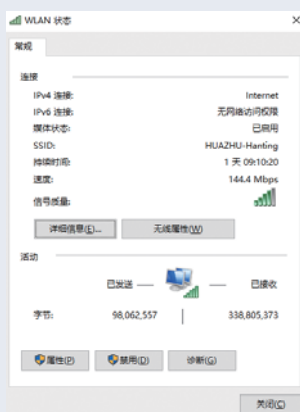 WLAN 状态
常规
连接
IPv4 连接: Internet
IPv6 连接: 无网络访问权限
媒体状态: 已启用
SSID: HUAZHU-Hanting
持续时间: 1 天 09:10:20
速度: 144.4 Mbps
信号质量:
详细信息(E)... 无线属性(W)
活动
已发送 — — 已接收
字节: 98,062,557 | 338,805,373
属性(P) 禁用(D) 诊断(G)
关闭(C)